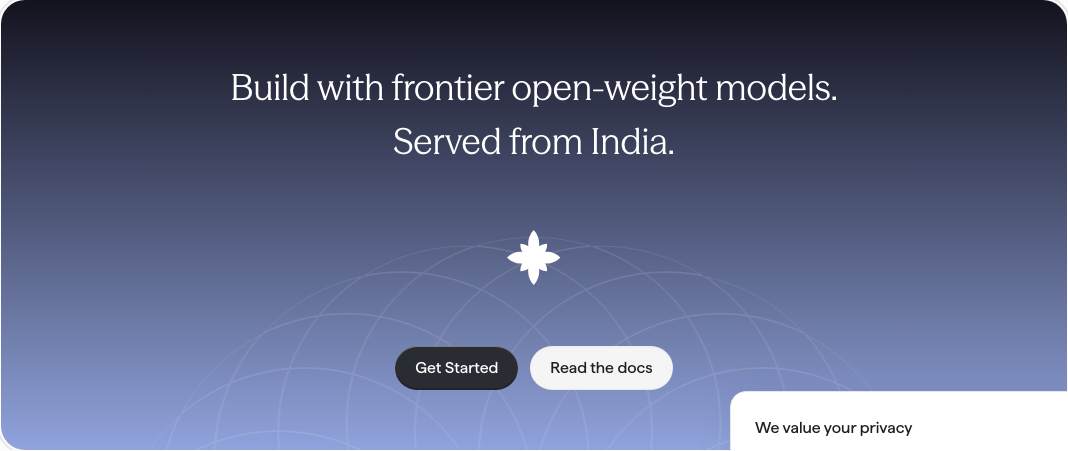 Build with frontier open-weight models.
Served from India.
Get Started
Read the docs
We value your privacy